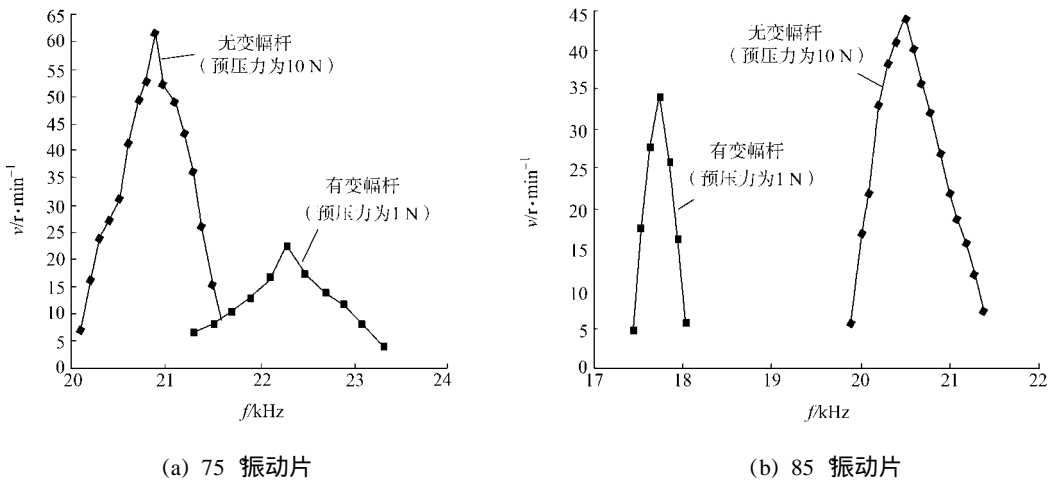 65
60
55
50
45
40
35
30
25
20
15
10
5
0
v/r·min⁻¹
无变幅杆
（预压力为10 N）
有变幅杆
（预压力为1 N）
20
21
22
23
24
f/kHz
(a) 75 °振动片
45
40
35
30
25
20
15
10
5
0
v/r·min⁻¹
无变幅杆
（预压力为10 N）
有变幅杆
（预压力为1 N）
17
18
19
20
21
22
f/kHz
(b) 85 °振动片